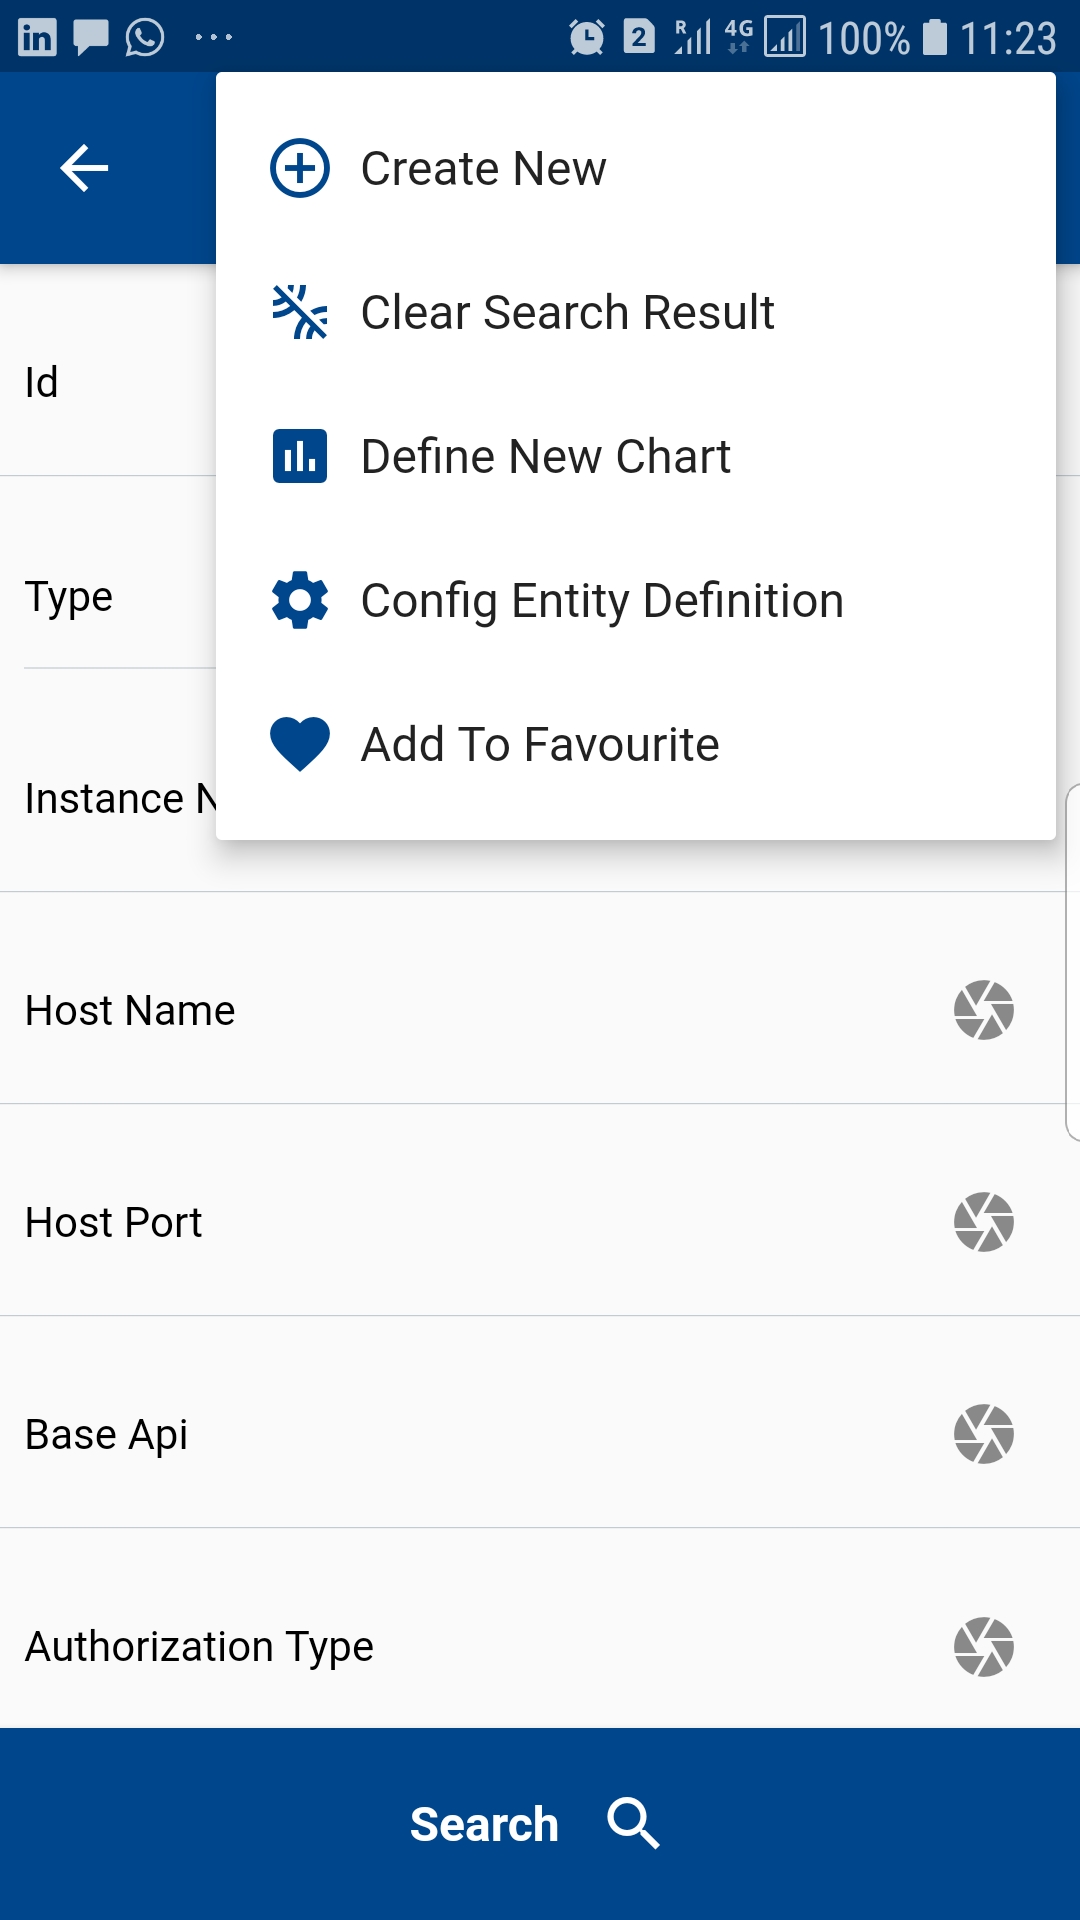 in 2 R 4G 100% 11:23
Create New
Clear Search Result
Id
Define New Chart
Type
Config Entity Definition
Add To Favourite
Instance N
Host Name
Host Port
Base Api
Authorization Type
Search